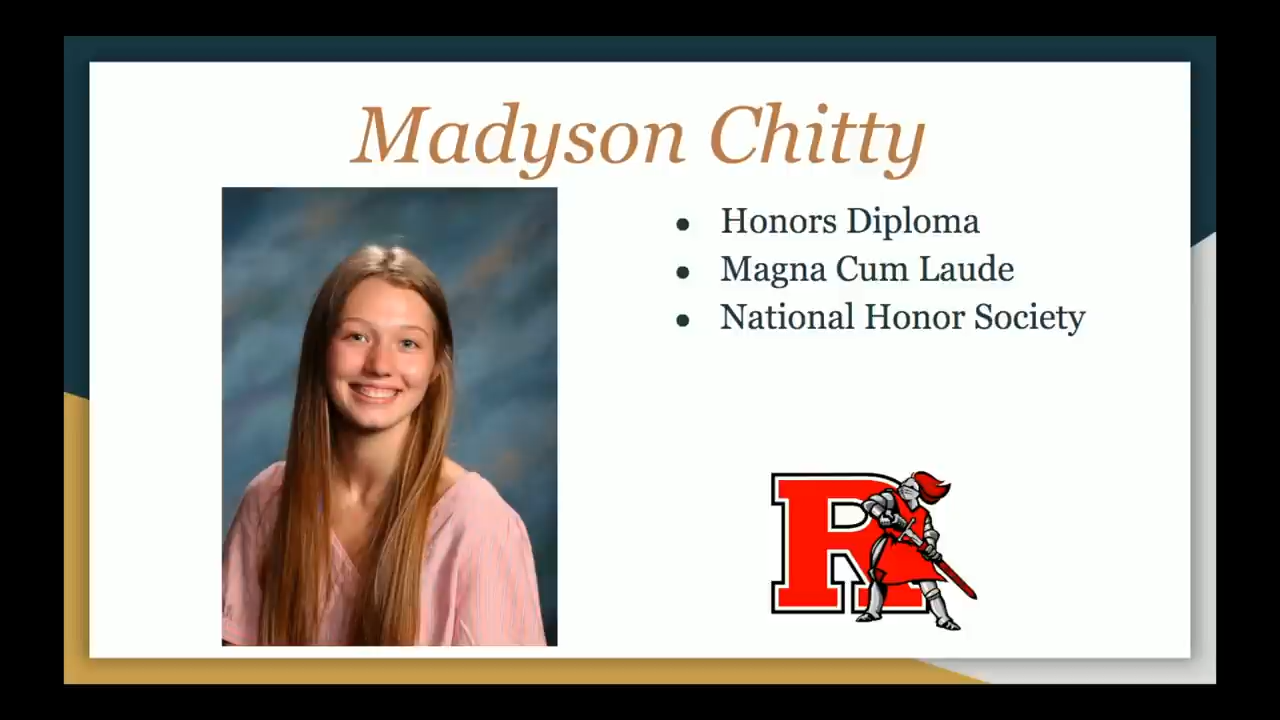 Madyson Chitty
● Honors Diploma
● Magna Cum Laude
● National Honor Society
R